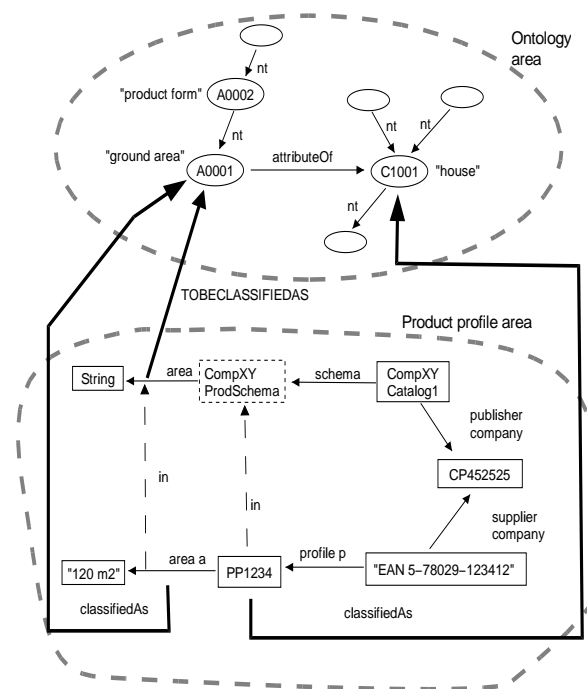 Ontology
area
nt
"product form"
A0002
nt
nt
nt
"ground area"
attributeOf
A0001
C1001
"house"
nt
TOBECLASSIFIEDAS
Product profile area
String
area
CompXY
ProdSchema
schema
CompXY
Catalog1
publisher
company
CP452525
in
in
supplier
company
"120 m2"
area a
PP1234
profile p
"EAN 5–78029–123412"
classifiedAs
classifiedAs